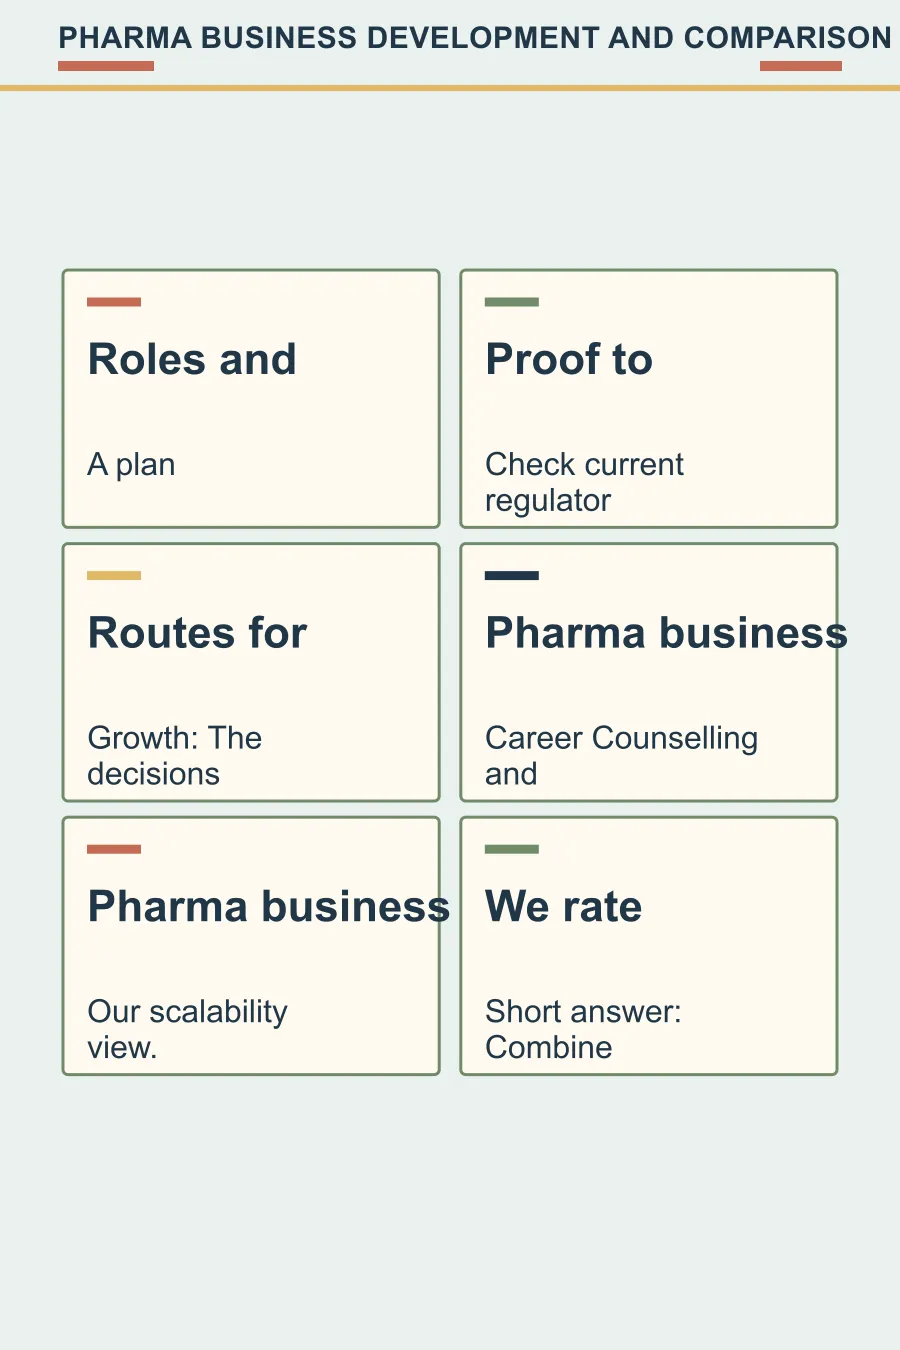 PHARMA BUSINESS DEVELOPMENT AND COMPARISON
Roles and
A plan
Proof to
Check current
regulator
Routes for
Growth: The
decisions
Pharma business
Career Counselling
and
Pharma business
Our scalability
view.
We rate
Short answer:
Combine